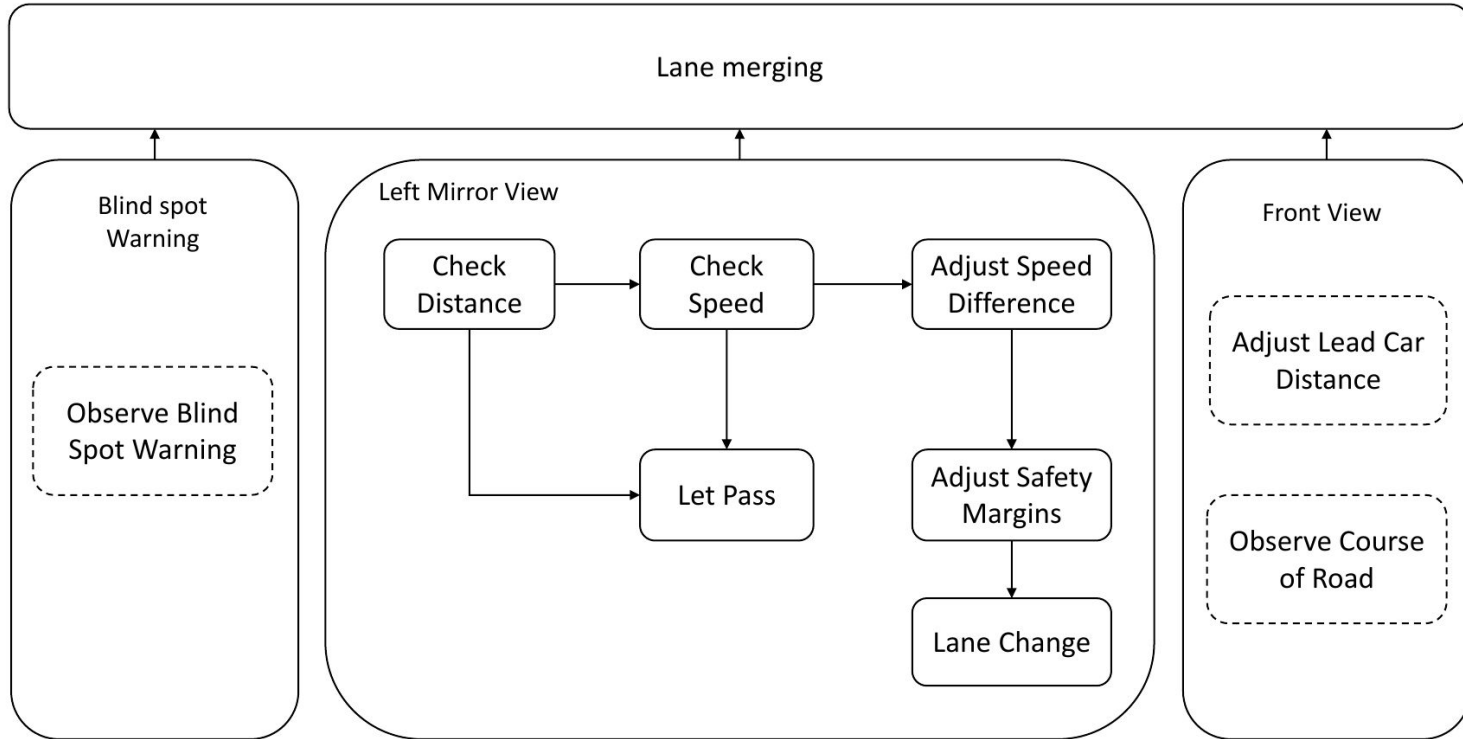 Lane merging
Blind spot
Warning
Observe Blind
Spot Warning
Left Mirror View
Check
Distance
Check
Speed
Adjust Speed
Difference
Let Pass
Adjust Safety
Margins
Lane Change
Front View
Adjust Lead Car
Distance
Observe Course
of Road